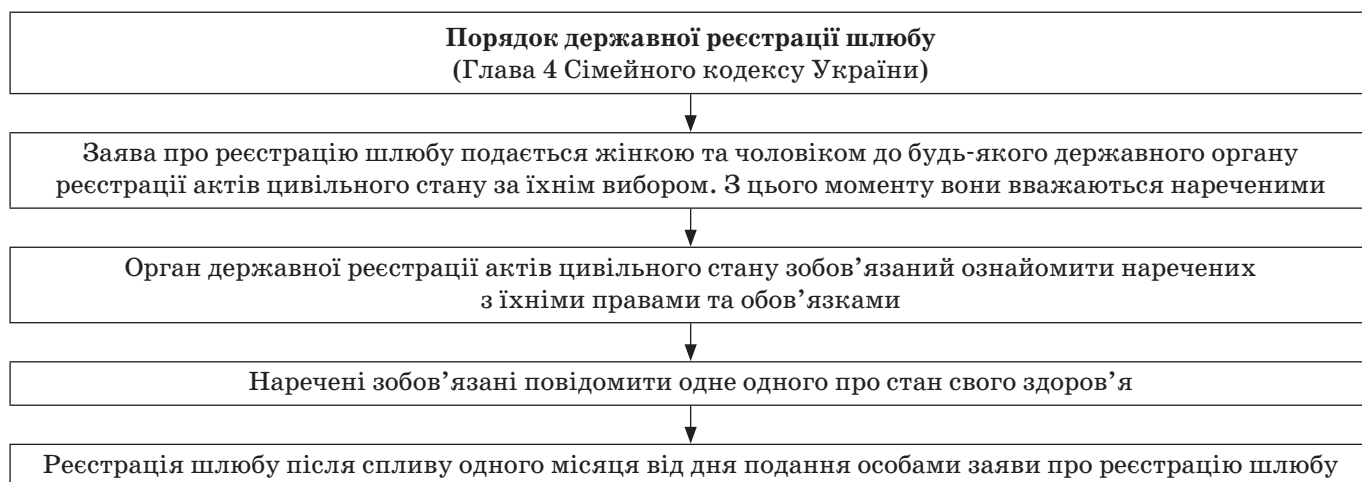 Порядок державної реєстрації шлюбу
(Глава 4 Сімейного кодексу України)
Заява про реєстрацію шлюбу подається жінкою та чоловіком до будь-якого державного органу
реєстрації актів цивільного стану за їхнім вибором. З цього моменту вони вважаються нареченими
Орган державної реєстрації актів цивільного стану зобов’язаний ознайомити наречених
з їхніми правами та обов’язками
Наречені зобов’язані повідомити одне одного про стан свого здоров’я
Реєстрація шлюбу після спливу одного місяця від дня подання особами заяви про реєстрацію шлюбу